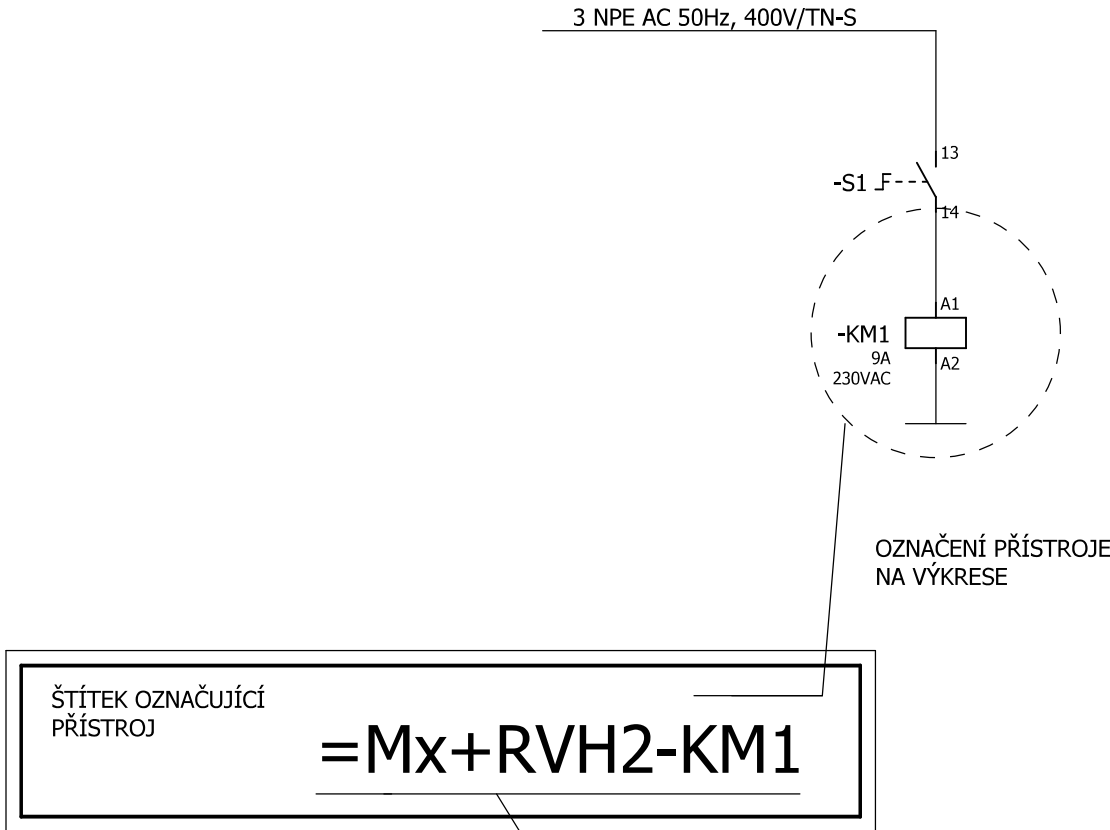 3 NPE AC 50Hz, 400V/TN-S
13
-S1
14
A1
-KM1
9A
A2
230VAC
OZNAČENÍ PŘÍSTROJE
NA VÝKRESE
ŠTÍTEK OZNAČUJÍCÍ
PŘÍSTROJ
=Mx+RVH2-KM1